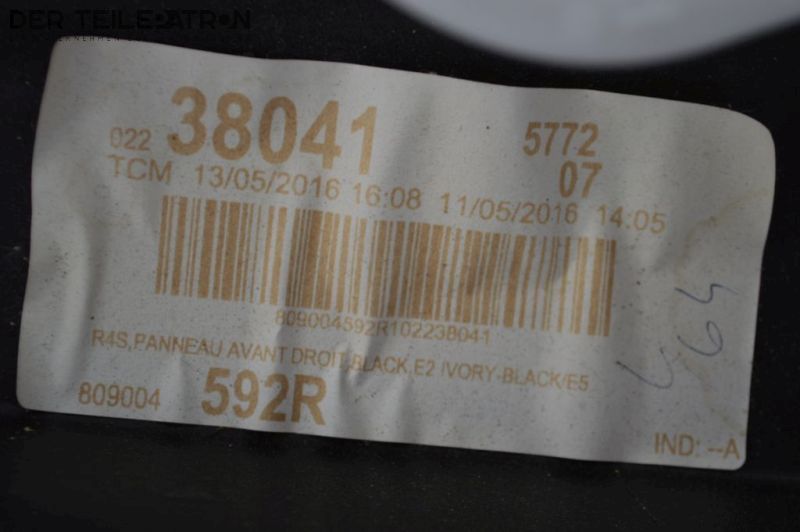 DER TEILEPATRON
022 38041 5772
07
TCM 13/05/2016 16:08 11/05/2016 14:05
809004592R102238041
R4S,PANNEAU AVANT DROIT,BLACK,E2 IVORY-BLACK/E5
809004 592R
IND: --A
464